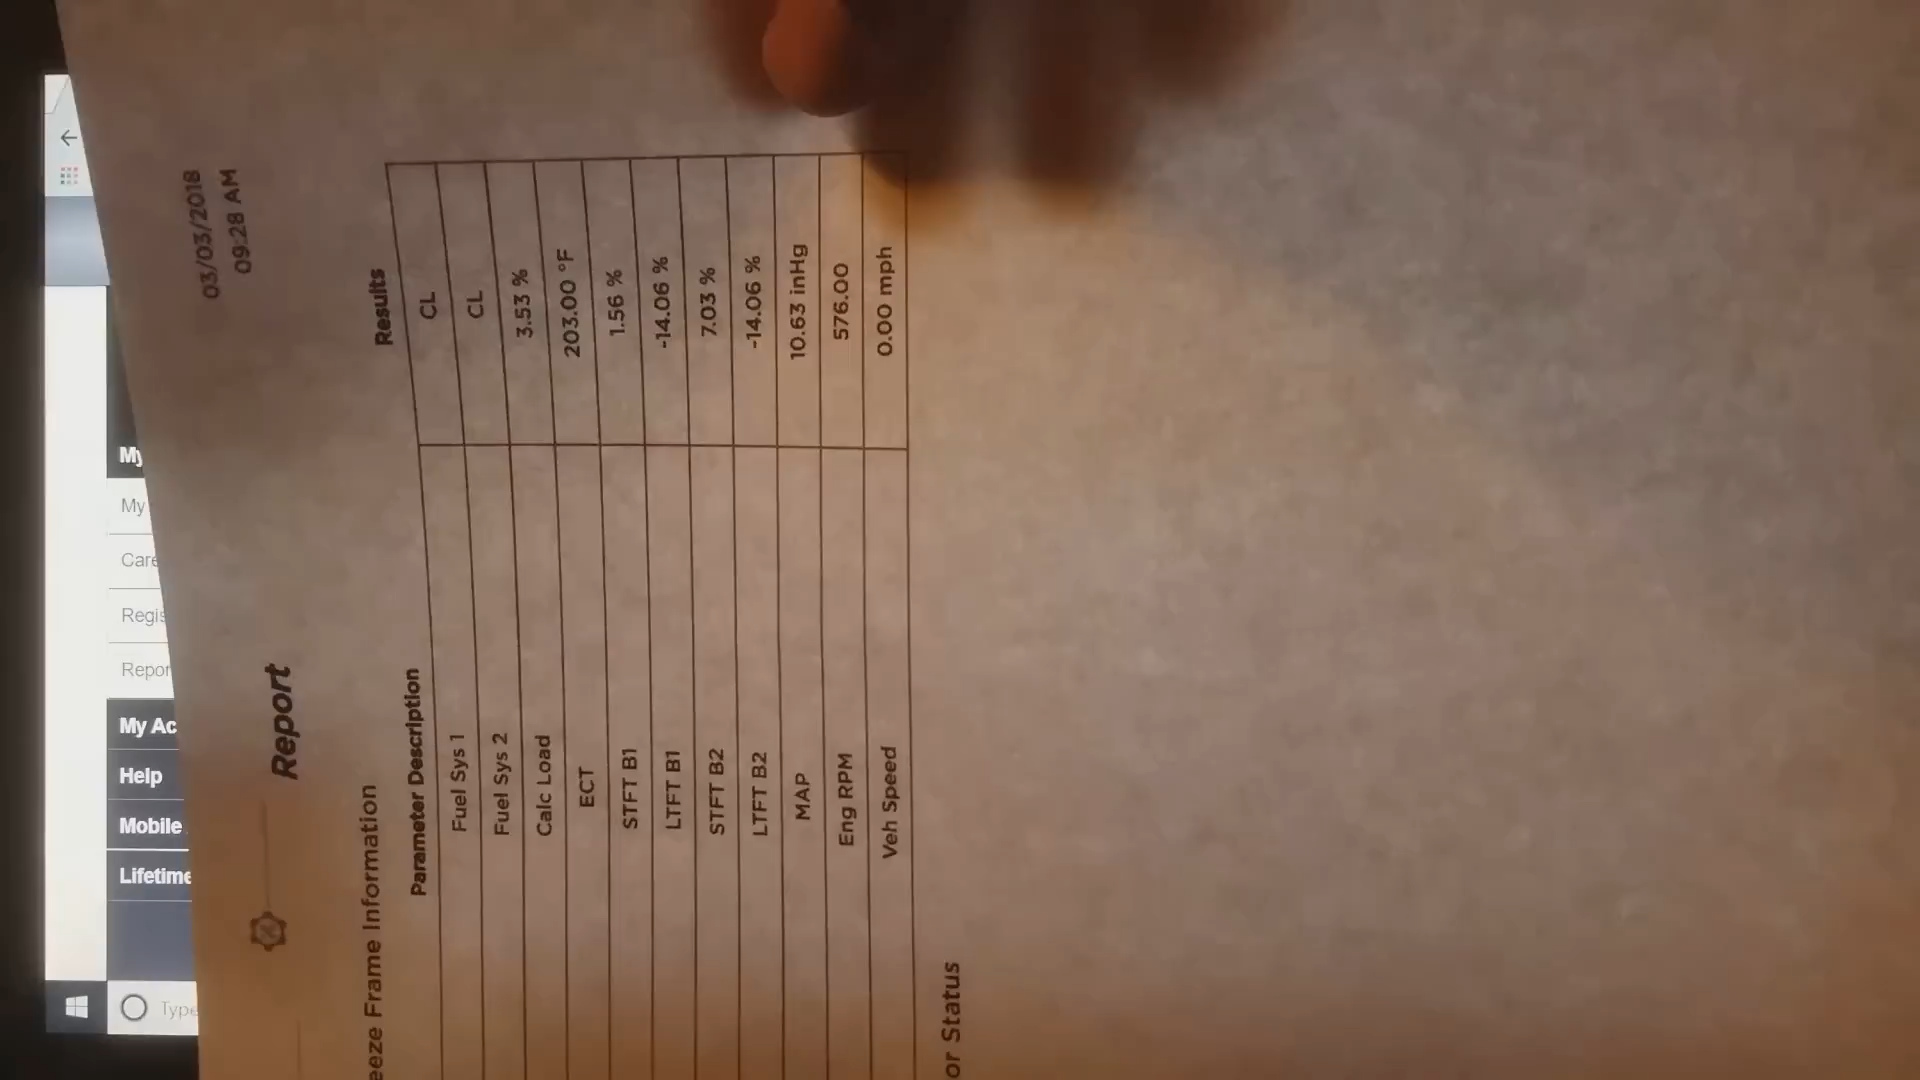 03/03/2018
09:28 AM
Report
eeze Frame Information
Parameter Description Results
Fuel Sys 1 CL
Fuel Sys 2 CL
Calc Load 3.53 %
ECT 203.00 °F
STFT B1 1.56 %
LTFT B1 -14.06 %
STFT B2 7.03 %
LTFT B2 -14.06 %
MAP 10.63 inHg
Eng RPM 576.00
Veh Speed 0.00 mph
or Status
My
My
Care
Regis
Repor
My Ac
Help
Mobile
Lifetime
Type